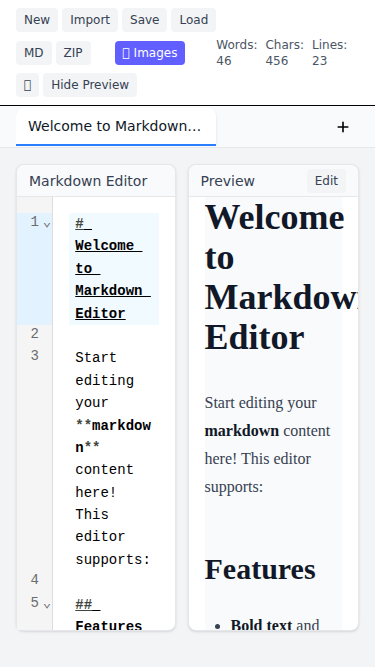 New Import Save Load
MD ZIP Images Words: 46 Chars: 456 Lines: 23
Hide Preview
Welcome to Markdown... +
Markdown Editor
1 # Welcome to Markdown Editor
2
3 Start editing your **markdown** content here! This editor supports:
4
5 ## Features
Preview Edit
Welcome
to
Markdown
Editor
Start editing your
markdown content
here! This editor
supports:
Features
• Bold text and